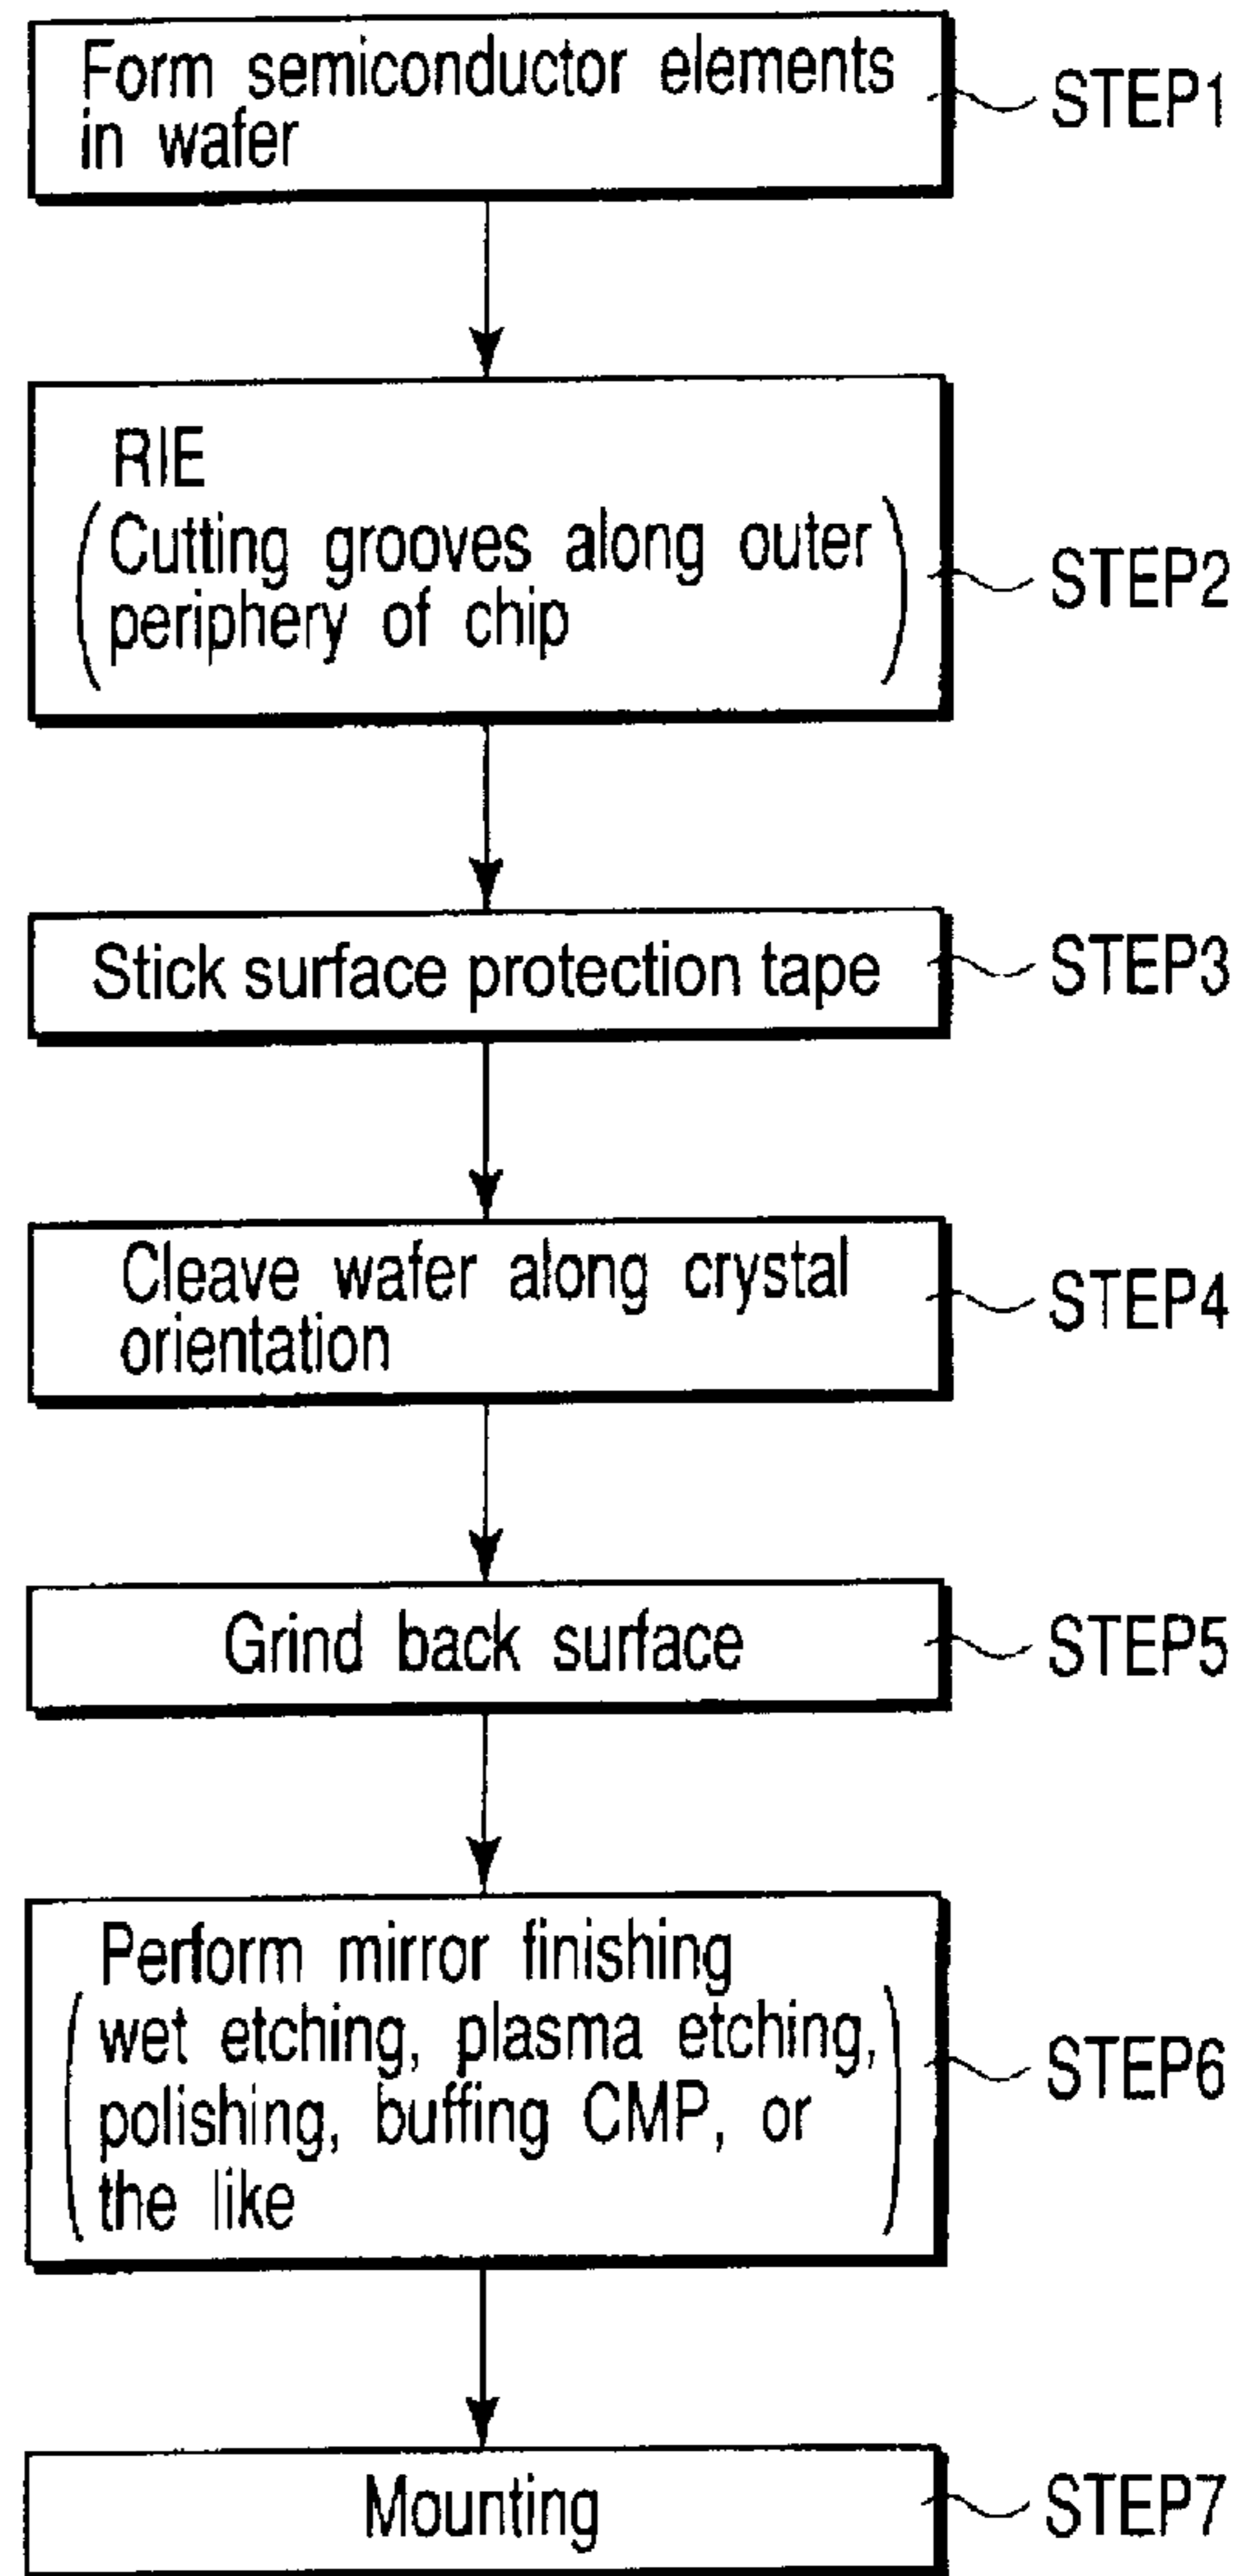 Form semiconductor elements
in wafer
STEP1
RIE
(Cutting grooves along outer
periphery of chip)
STEP2
Stick surface protection tape
STEP3
Cleave wafer along crystal
orientation
STEP4
Grind back surface
STEP5
Perform mirror finishing
(wet etching, plasma etching,
polishing, buffing CMP, or
the like)
STEP6
Mounting
STEP7